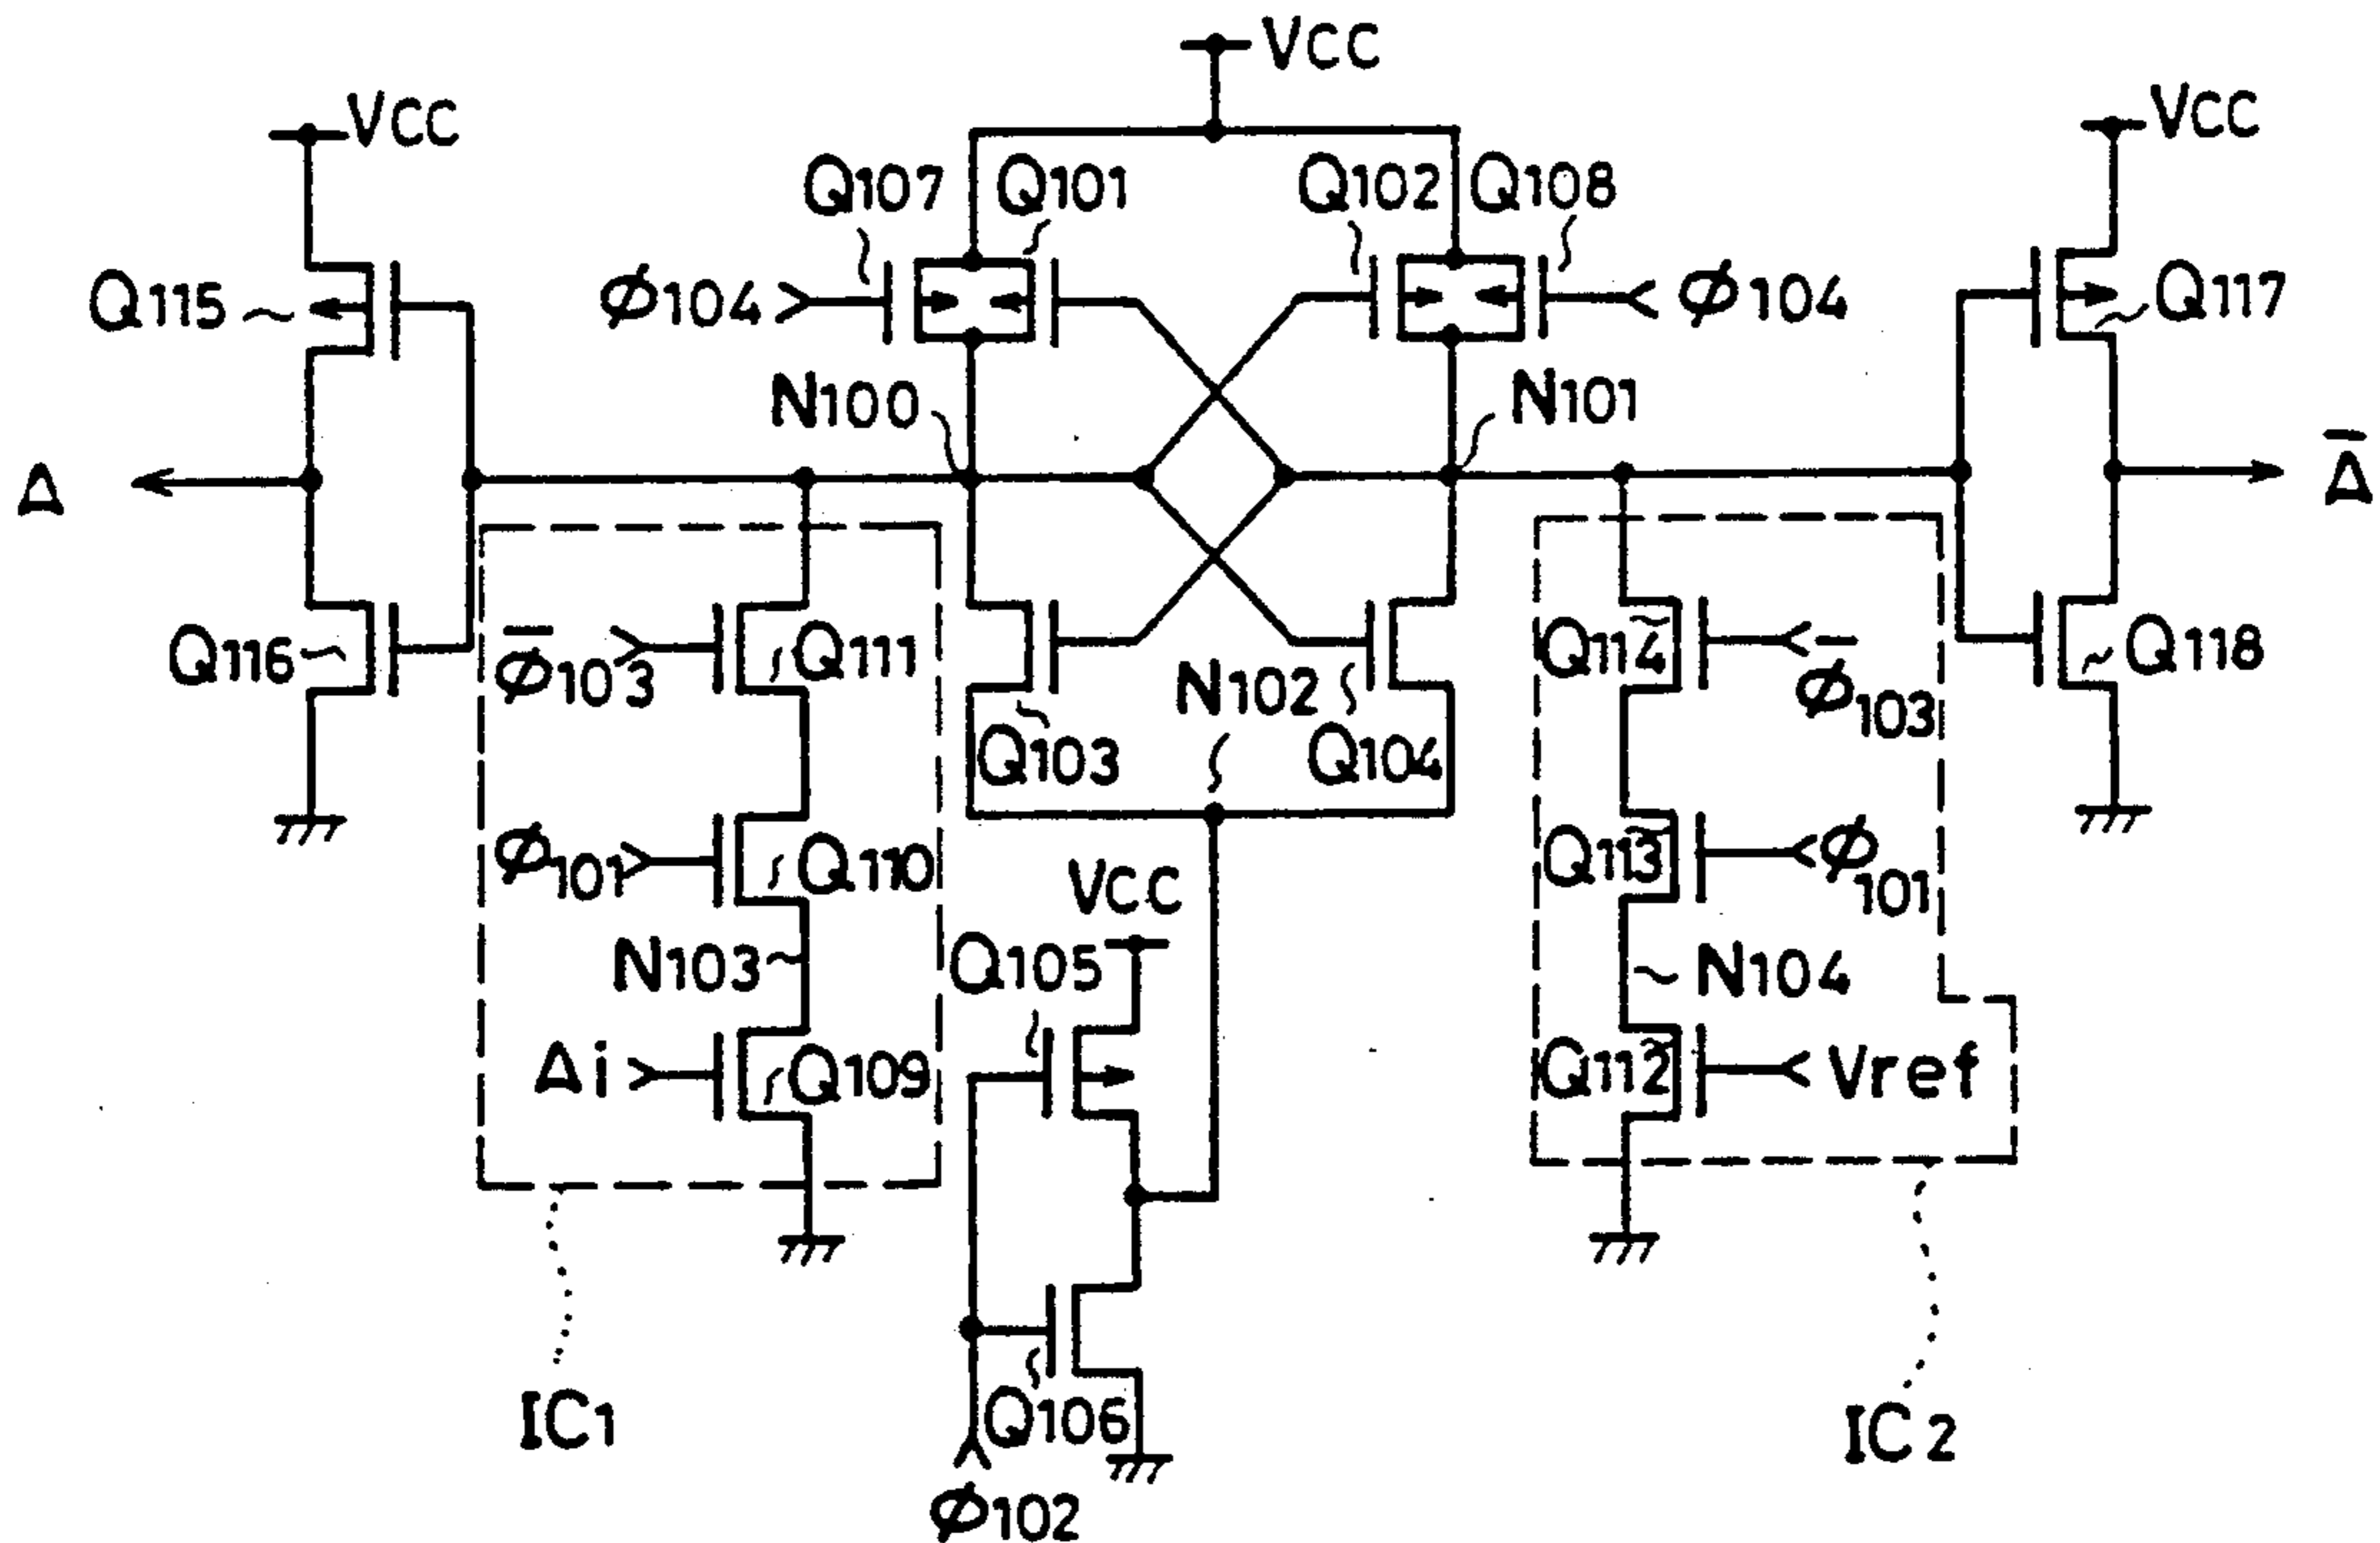 VCC
VCC
VCC
Q107 Q101 Q102 Q108
Q115 ϕ104 ϕ104 Q117
N100 N101
A A̅
Q116 ϕ̅103 Q111 Q114 ϕ̅103 Q118
N102
Q103 Q104
ϕ101 Q110 Q113 ϕ101
VCC
N103 Q105 N104
Ai Q109 Q112 Vref
IC1 Q106 IC2
ϕ102